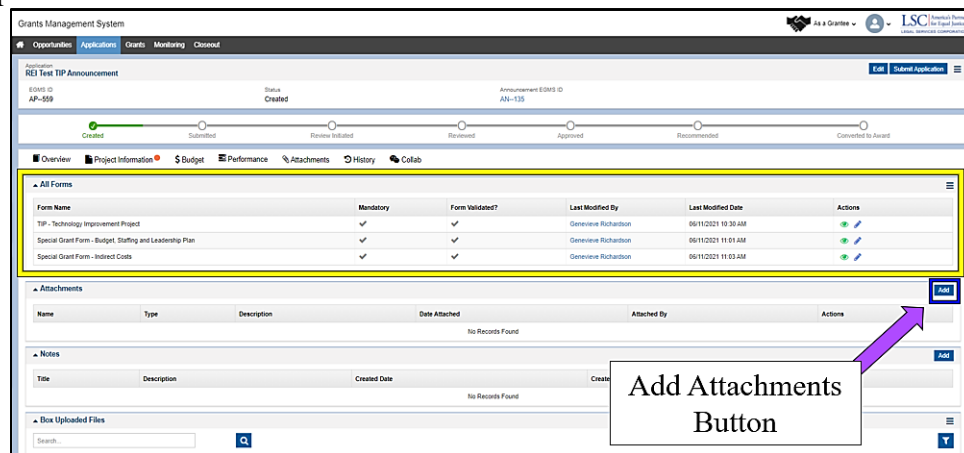 Grants Management System
As a Grantee
LSC America's Partner for Equal Justice
LEGAL SERVICES CORPORATION
Opportunities Applications Grants Monitoring Closeout
Application
REI Test TIP Announcement
Edit Submit Application
EGMS ID Status Announcement EGMS ID
AP--559 Created AN--135
Created Submitted Review Initiated Reviewed Approved Recommended Converted to Award
Overview Project Information $ Budget Performance Attachments History Collab
All Forms
Form Name Mandatory Form Validated? Last Modified By Last Modified Date Actions
TIP - Technology Improvement Project Genevieve Richardson 06/11/2021 10:30 AM
Special Grant Form - Budget, Staffing and Leadership Plan Genevieve Richardson 06/11/2021 11:01 AM
Special Grant Form - Indirect Costs Genevieve Richardson 06/11/2021 11:03 AM
Attachments Add
Name Type Description Date Attached Attached By Actions
No Records Found
Notes Add
Title Description Created Date Create
No Records Found
Add Attachments
Button
Box Uploaded Files
Search...